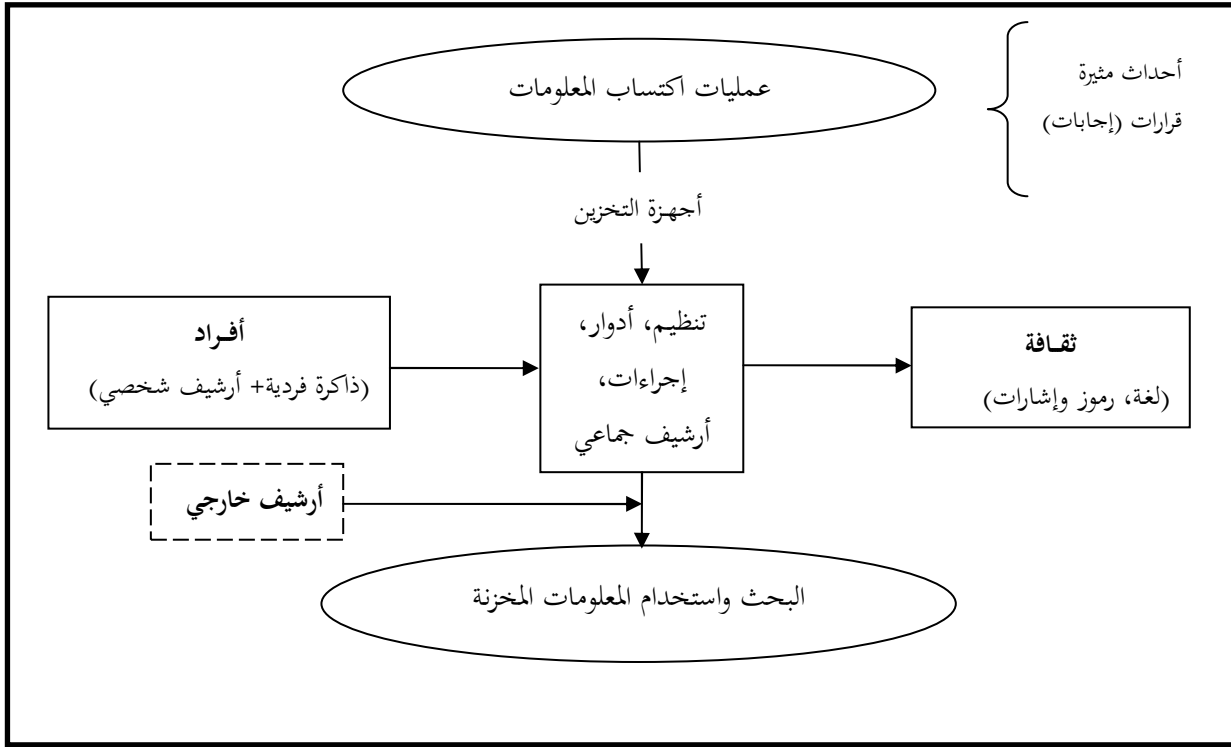 عمليات اكتساب المعلومات
أحداث مثيرة
قرارات (إجابات)
أجهزة التخزين
أفراد
(ذاكرة فردية+ أرشيف شخصي)
تنظيم، أدوار،
إجراءات،
أرشيف جماعي
ثقافة
(لغة، رموز وإشارات)
أرشيف خارجي
البحث واستخدام المعلومات المخزنة